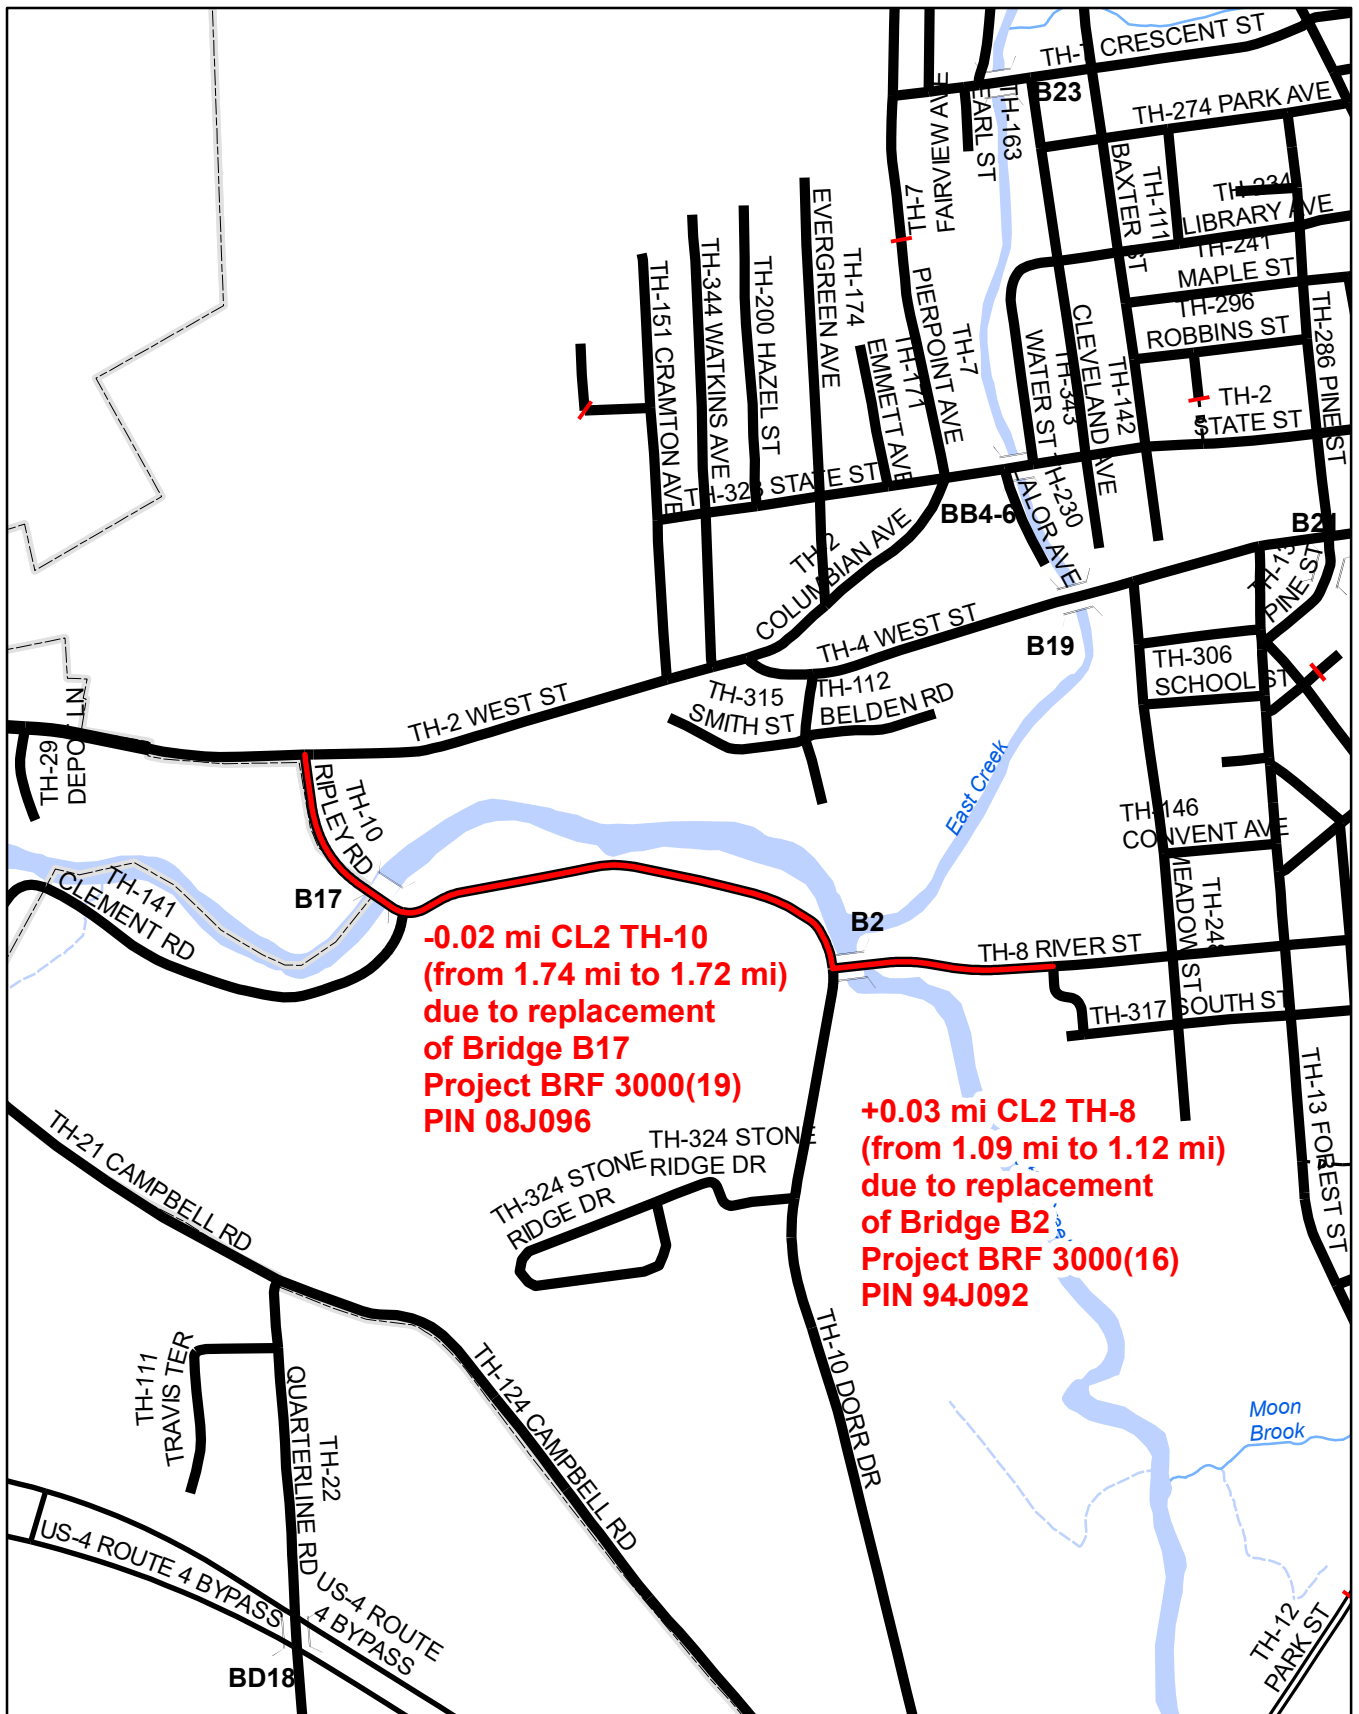 TH-7 CRESCENT ST
B23
TH-274 PARK AVE
FAIRVIEW AVE
EARL ST
TH-163
TH-7
BAXTER ST
TH-111
TH-234
LIBRARY AVE
TH-241
MAPLE ST
TH-296
ROBBINS ST
TH-286 PINE ST
TH-2
STATE ST
TH-151 CRAMTON AVE
TH-344 WATKINS AVE
TH-200 HAZEL ST
TH-174
EVERGREEN AVE
TH-171
EMMETT AVE
TH-7
PIERPOINT AVE
TH-343
WATER ST
TH-142
CLEVELAND AVE
TH-323 STATE ST
BB4-6
TH-230
LALOR AVE
B21
PINE ST
TH-2
COLUMBIAN AVE
TH-4 WEST ST
B19
TH-306
SCHOOL ST
TH-315
SMITH ST
TH-112
BELDEN RD
TH-2 WEST ST
TH-29
DEPOT LN
TH-10
RIPLEY RD
East Creek
TH-146
CONVENT AVE
TH-141
CLEMENT RD
B17
B2
TH-8 RIVER ST
MEADOW ST
TH-317 SOUTH ST
-0.02 mi CL2 TH-10
(from 1.74 mi to 1.72 mi)
due to replacement
of Bridge B17
Project BRF 3000(19)
PIN 08J096
+0.03 mi CL2 TH-8
(from 1.09 mi to 1.12 mi)
due to replacement
of Bridge B2
Project BRF 3000(16)
PIN 94J092
TH-13 FOREST ST
TH-21 CAMPBELL RD
TH-324 STONE
RIDGE DR
TH-324 STONE
RIDGE DR
TH-111
TRAVIS TER
TH-22
QUARTERLINE RD
TH-124 CAMPBELL RD
TH-10 DORR DR
Moon
Brook
US-4 ROUTE 4 BYPASS
US-4 ROUTE
4 BYPASS
BD18
TH-12
PARK ST